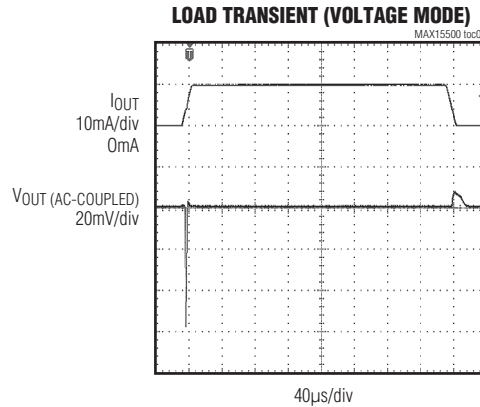 LOAD TRANSIENT (VOLTAGE MODE)
MAX15500 toc0
IOUT
10mA/div
0mA
VOUT (AC-COUPLED)
20mV/div
40µs/div